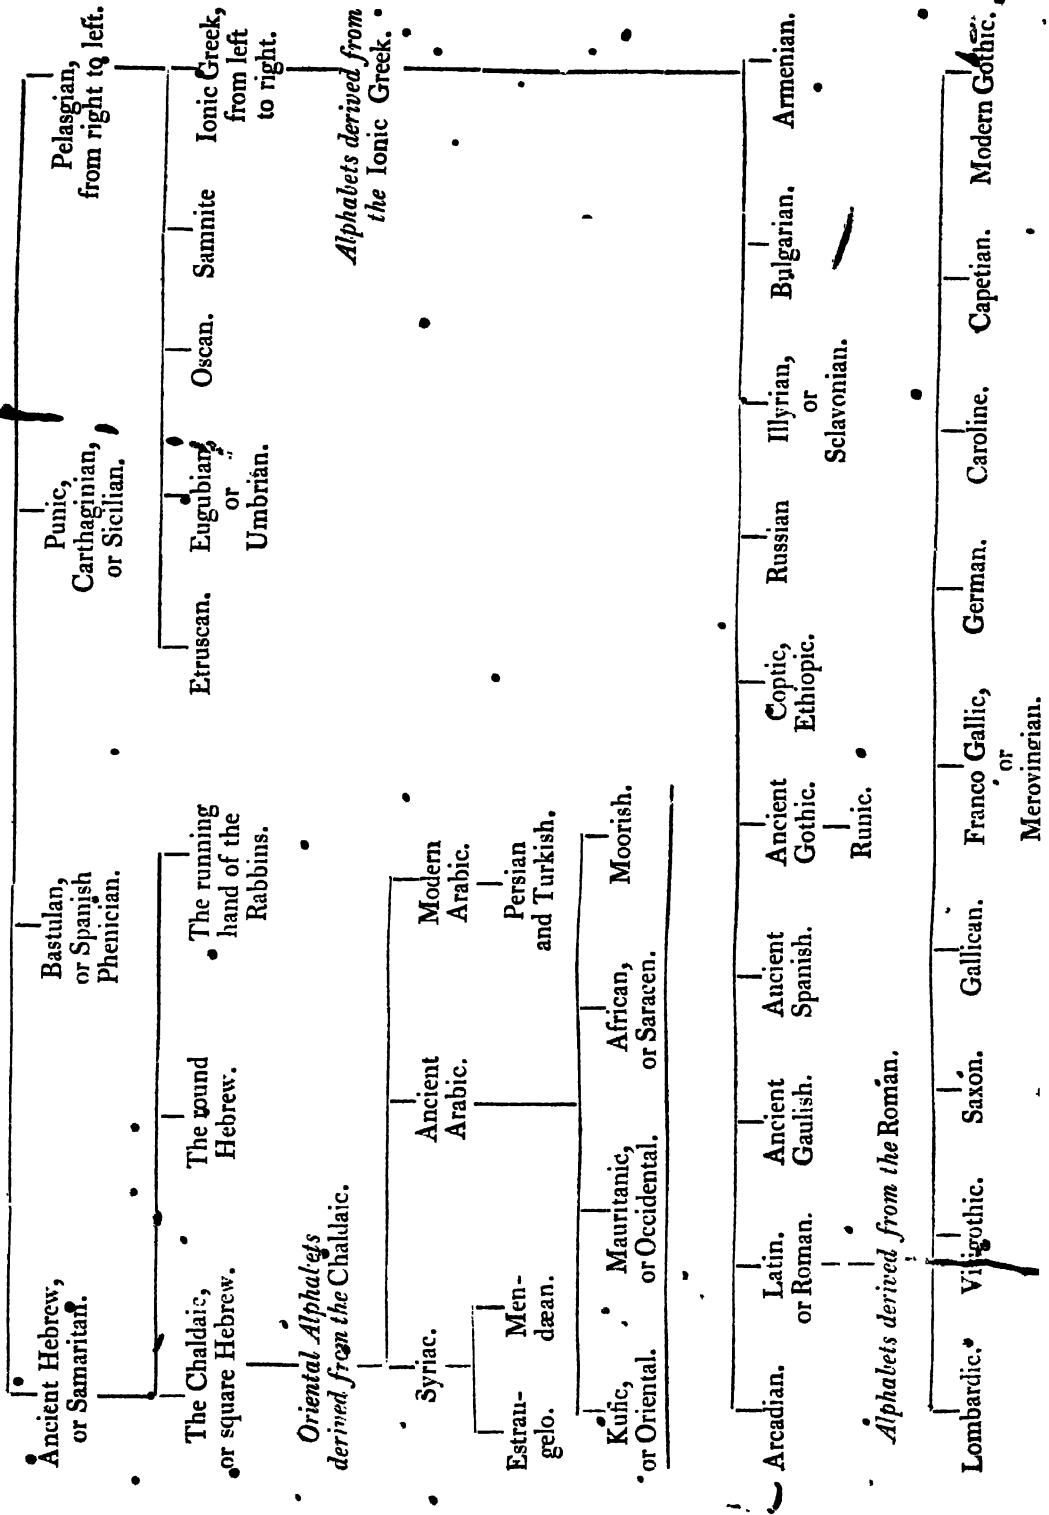 Ancient Hebrew,
or Samaritan.
Bastulan,
or Spanish
Phenician.
Punic,
Carthaginian,
or Sicilian.
Pelasgian,
from right to left.
The Chaldaic,
or square Hebrew.
The round
Hebrew.
The running
hand of the
Rabbins.
Etruscan.
Eugubian,
or
Umbrian.
Oscan.
Samnite
Ionic Greek,
from left
to right.
Oriental Alphabets
derived from the Chaldaic.
Alphabets derived from
the Ionic Greek.
Syriac.
Ancient
Arabic.
Modern
Arabic.
Estran-
gelo.
Men-
dæan.
Persian
and Turkish.
Kufic,
or Oriental.
Mauritanic,
or Occidental.
African,
or Saracen.
Moorish.
Arcadian.
Latin.
or Roman.
Ancient
Gaulish.
Ancient
Spanish.
Ancient
Gothic.
Runic.
Coptic,
Ethiopic.
Russian
Illyrian,
or
Sclavonian.
Bulgarian.
Armenian.
Alphabets derived from the Roman.
Lombardic.
Visigothic.
Saxon.
Gallican.
Franco Gallic,
or
Merovingian.
German.
Caroline.
Capetian.
Modern Gothic.